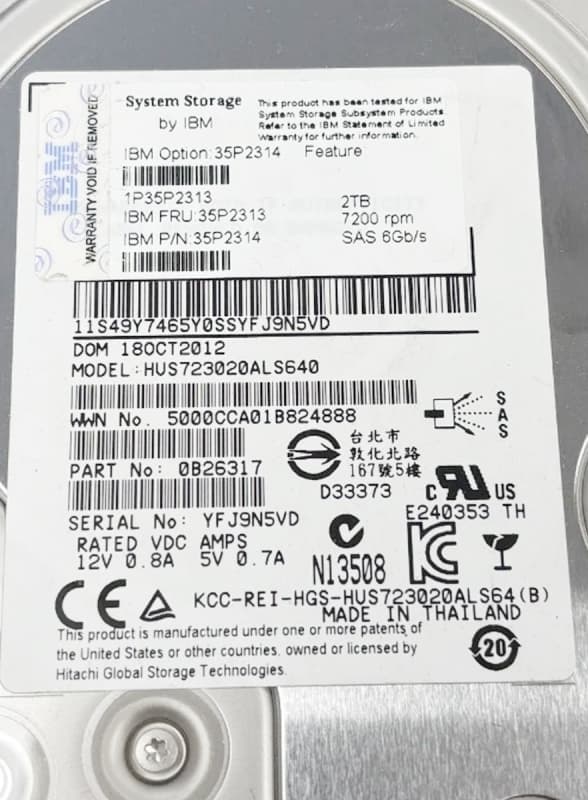 WARRANTY VOID IF REMOVED
IBM
System Storage
by IBM
This product has been tested for IBM
System Storage Subsystem Products
Refer to the IBM Statement of Limited
Warranty for further information.
IBM Option:35P2314 Feature
1P35P2313
IBM FRU:35P2313
IBM P/N:35P2314
2TB
7200 rpm
SAS 6Gb/s
11S49Y7465Y0SSYFJ9N5VD
DOM 18OCT2012
MODEL:HUS723020ALS640
WWN No. 5000CCA01B824888
SAS
PART No: 0B26317
台北市
敦化北路
167號5樓
D33373
C RU US
E240353 TH
SERIAL No: YFJ9N5VD
RATED VDC AMPS
12V 0.8A 5V 0.7A
N13508
KC
CE
KCC-REI-HGS-HUS723020ALS64(B)
MADE IN THAILAND
This product is manufactured under one or more patents of
the United States or other countries, owned or licensed by
Hitachi Global Storage Technologies.
20